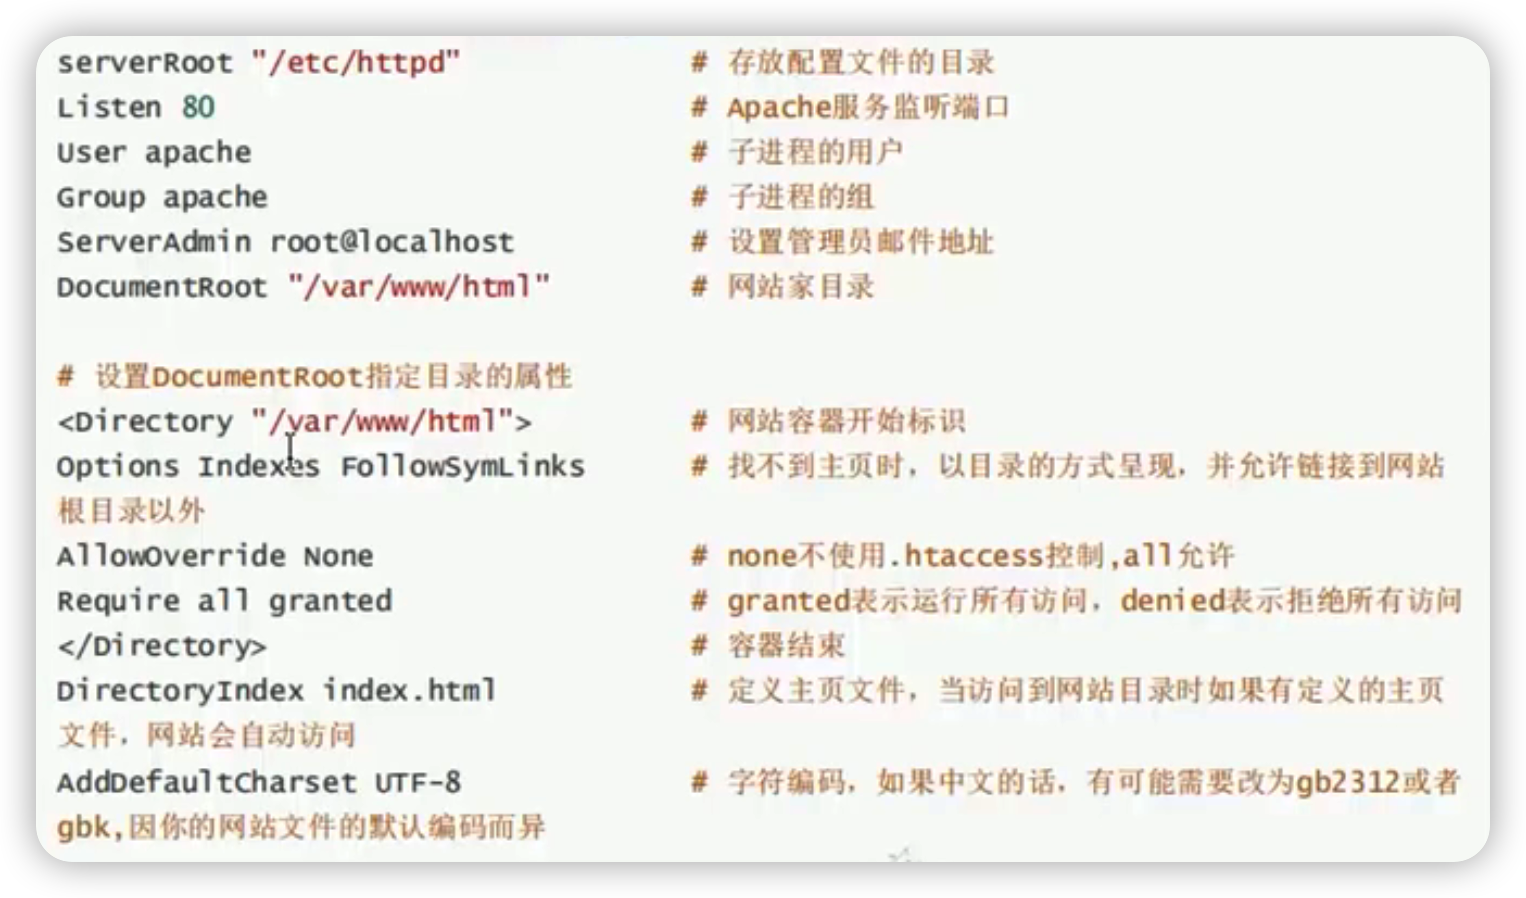 serverRoot "/etc/httpd" # 存放配置文件的目录
Listen 80 # Apache服务监听端口
User apache # 子进程的用户
Group apache # 子进程的组
ServerAdmin root@localhost # 设置管理员邮件地址
DocumentRoot "/var/www/html" # 网站家目录
# 设置DocumentRoot指定目录的属性
<Directory "/var/www/html"> # 网站容器开始标识
Options Indexes FollowSymLinks # 找不到主页时，以目录的方式呈现，并允许链接到网站
根目录以外
AllowOverride None # none不使用.htaccess控制,all允许
Require all granted # granted表示运行所有访问，denied表示拒绝所有访问
</Directory> # 容器结束
DirectoryIndex index.html # 定义主页文件，当访问到网站目录时如果有定义的主页
文件，网站会自动访问
AddDefaultCharset UTF-8 # 字符编码，如果中文的话，有可能需要改为gb2312或者
gbk,因你的网站文件的默认编码而异